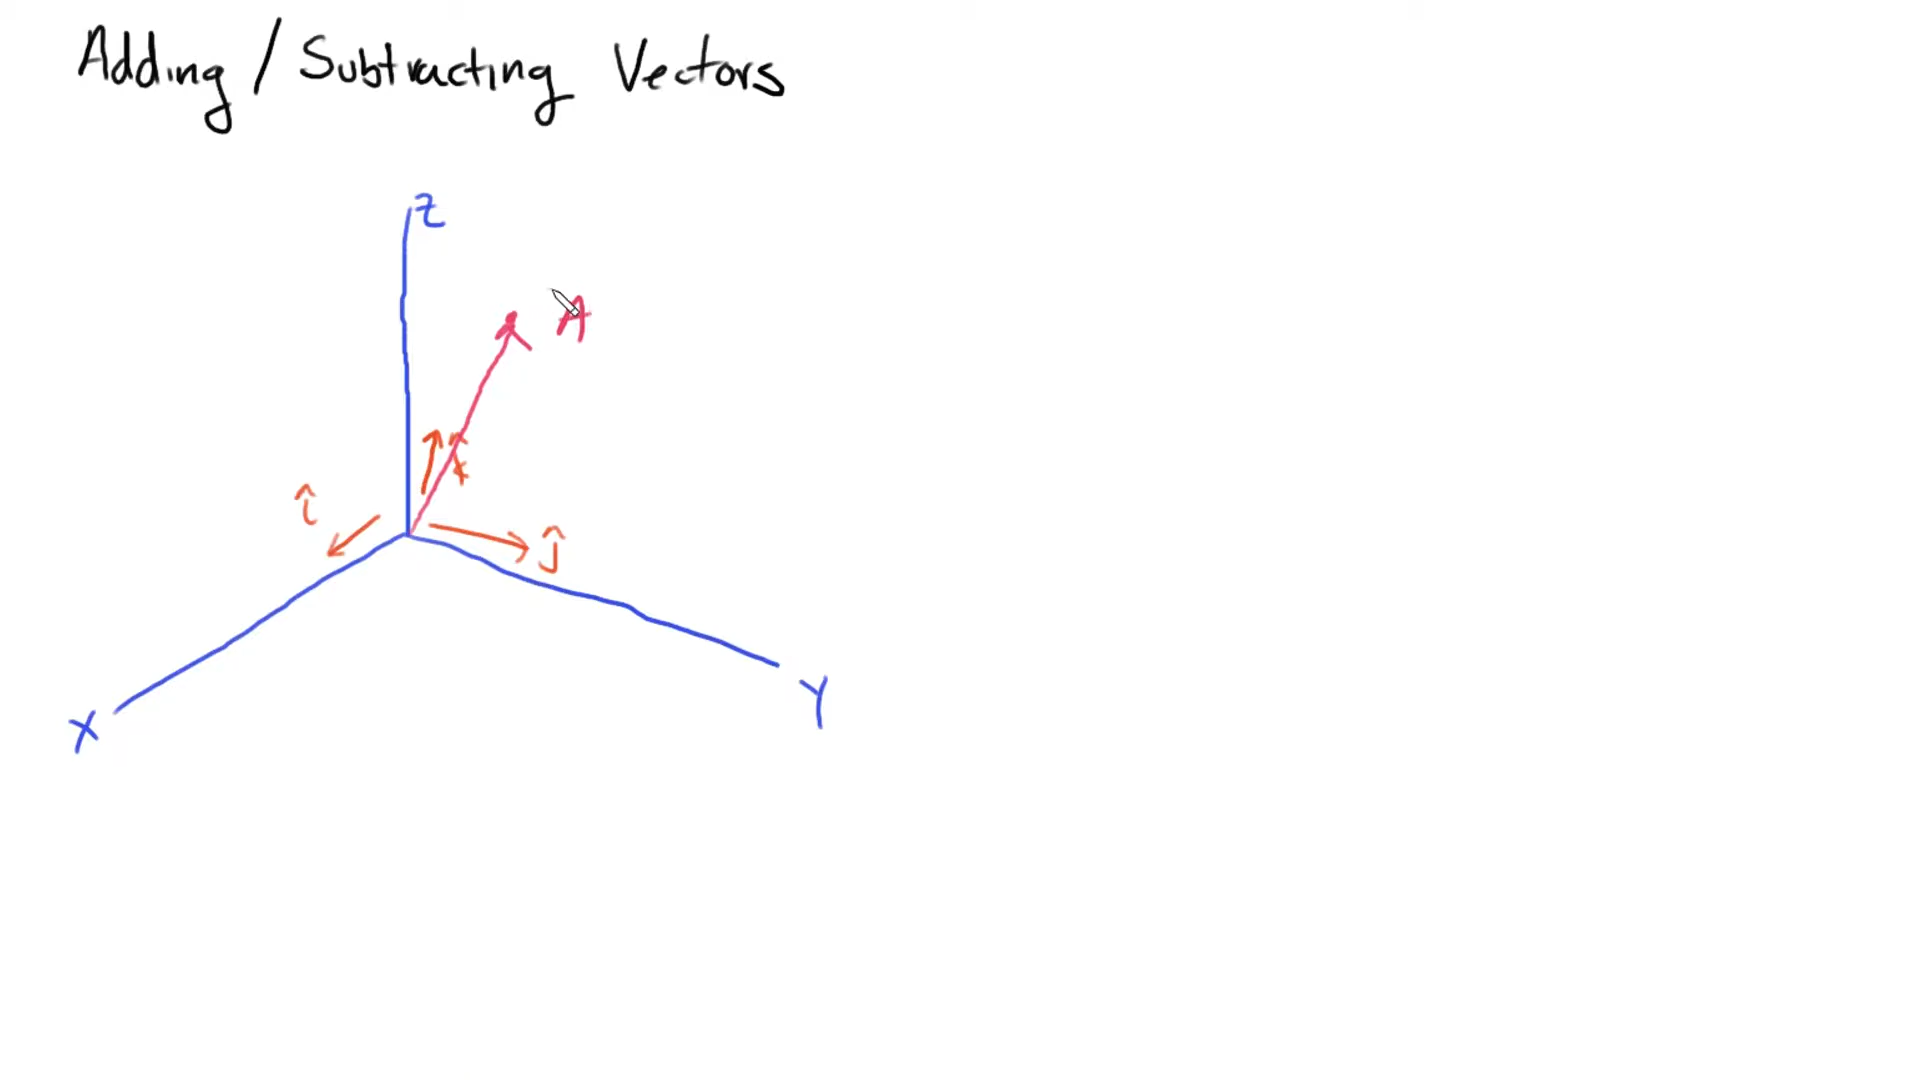 Adding / Subtracting Vectors
Z
A
k̂
î
ĵ
X
Y